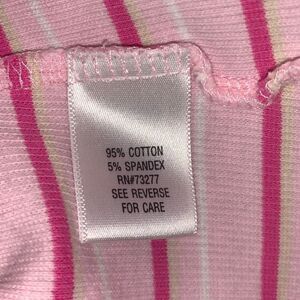 95% COTTON
5% SPANDEX
RN#73277
SEE REVERSE
FOR CARE